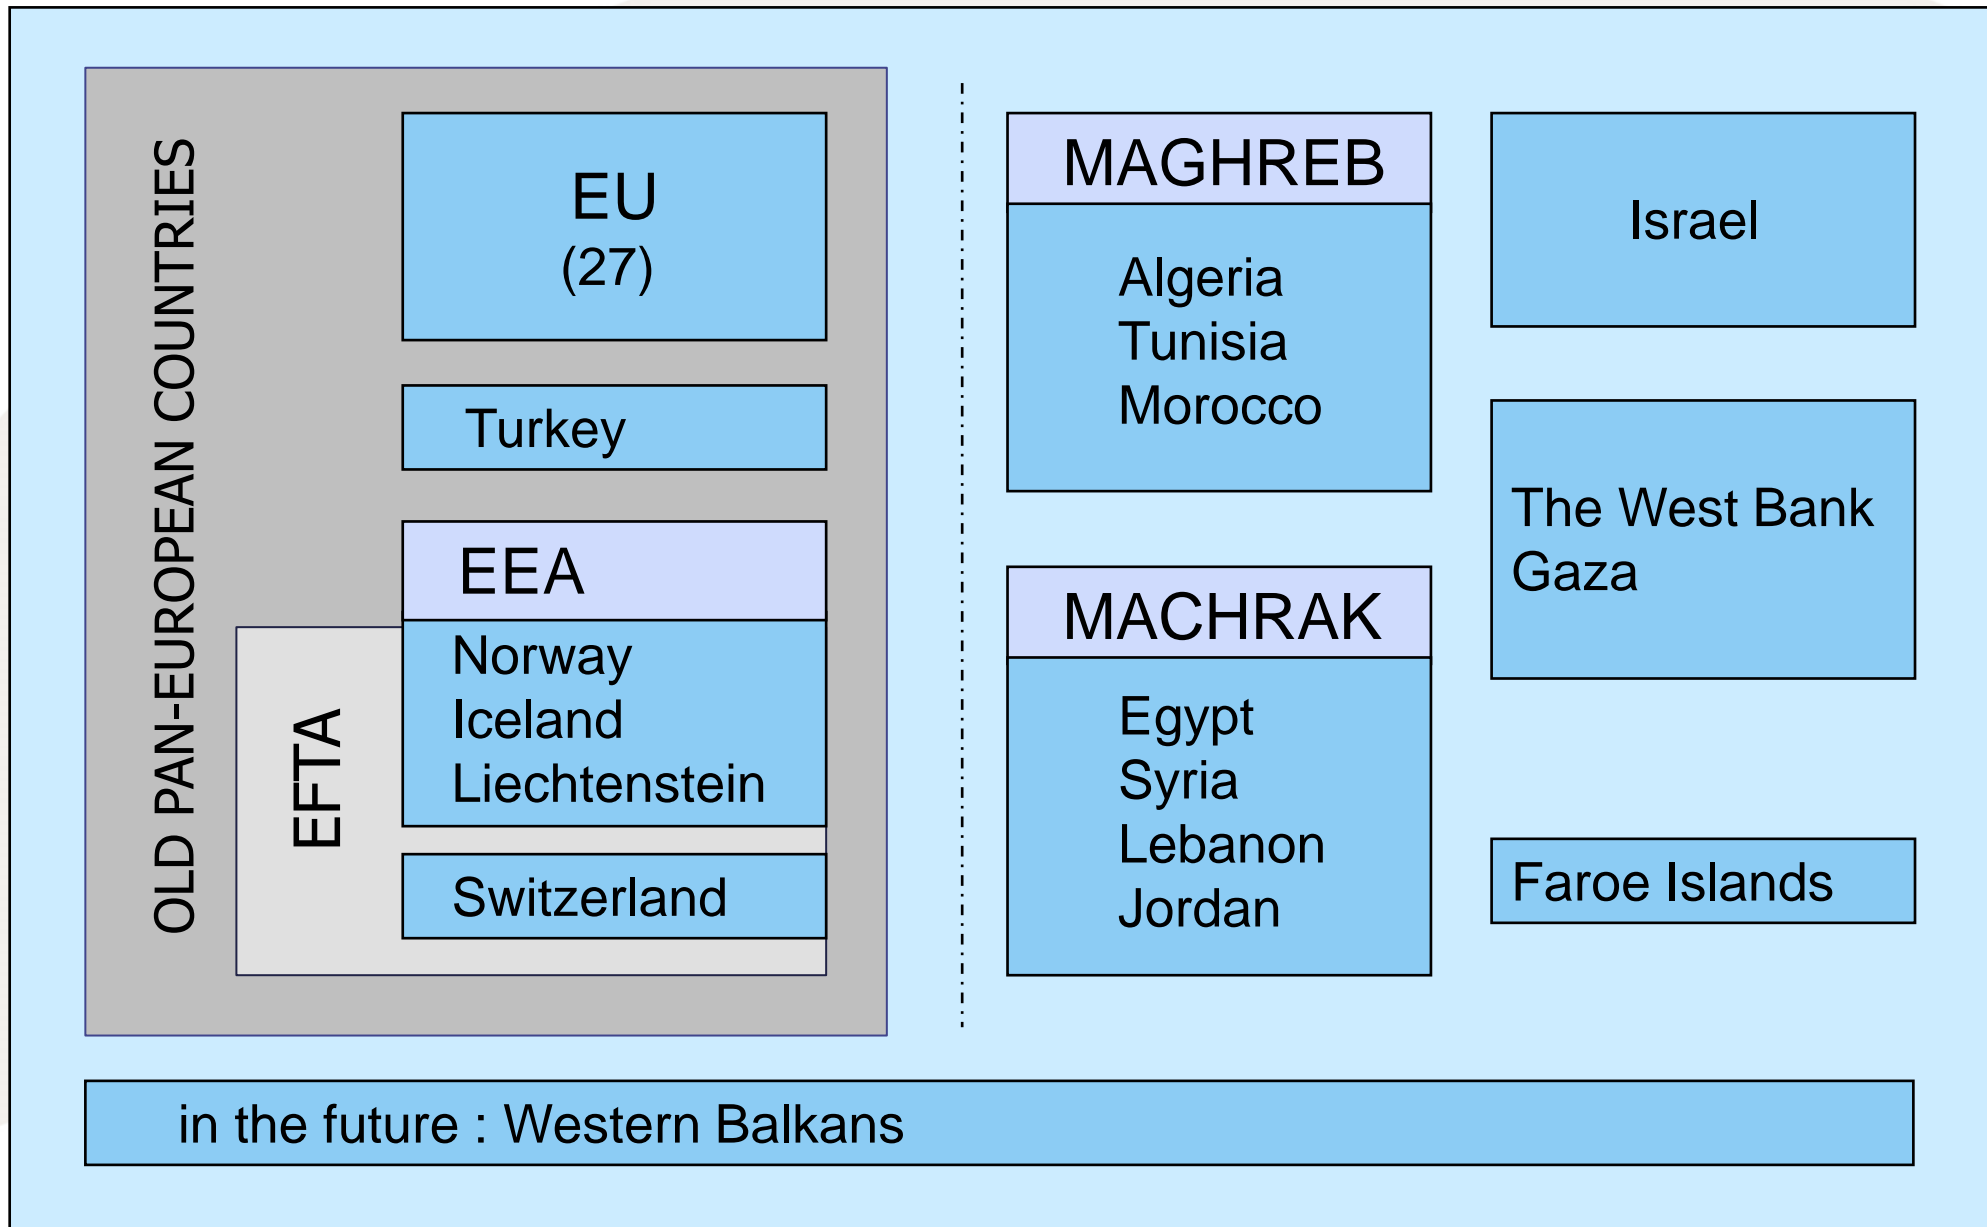 OLD PAN-EUROPEAN COUNTRIES
EU
(27)
Turkey
EEA
Norway
Iceland
Liechtenstein
EFTA
Switzerland
MAGHREB
Algeria
Tunisia
Morocco
MACHRAK
Egypt
Syria
Lebanon
Jordan
Israel
The West Bank
Gaza
Faroe Islands
in the future : Western Balkans